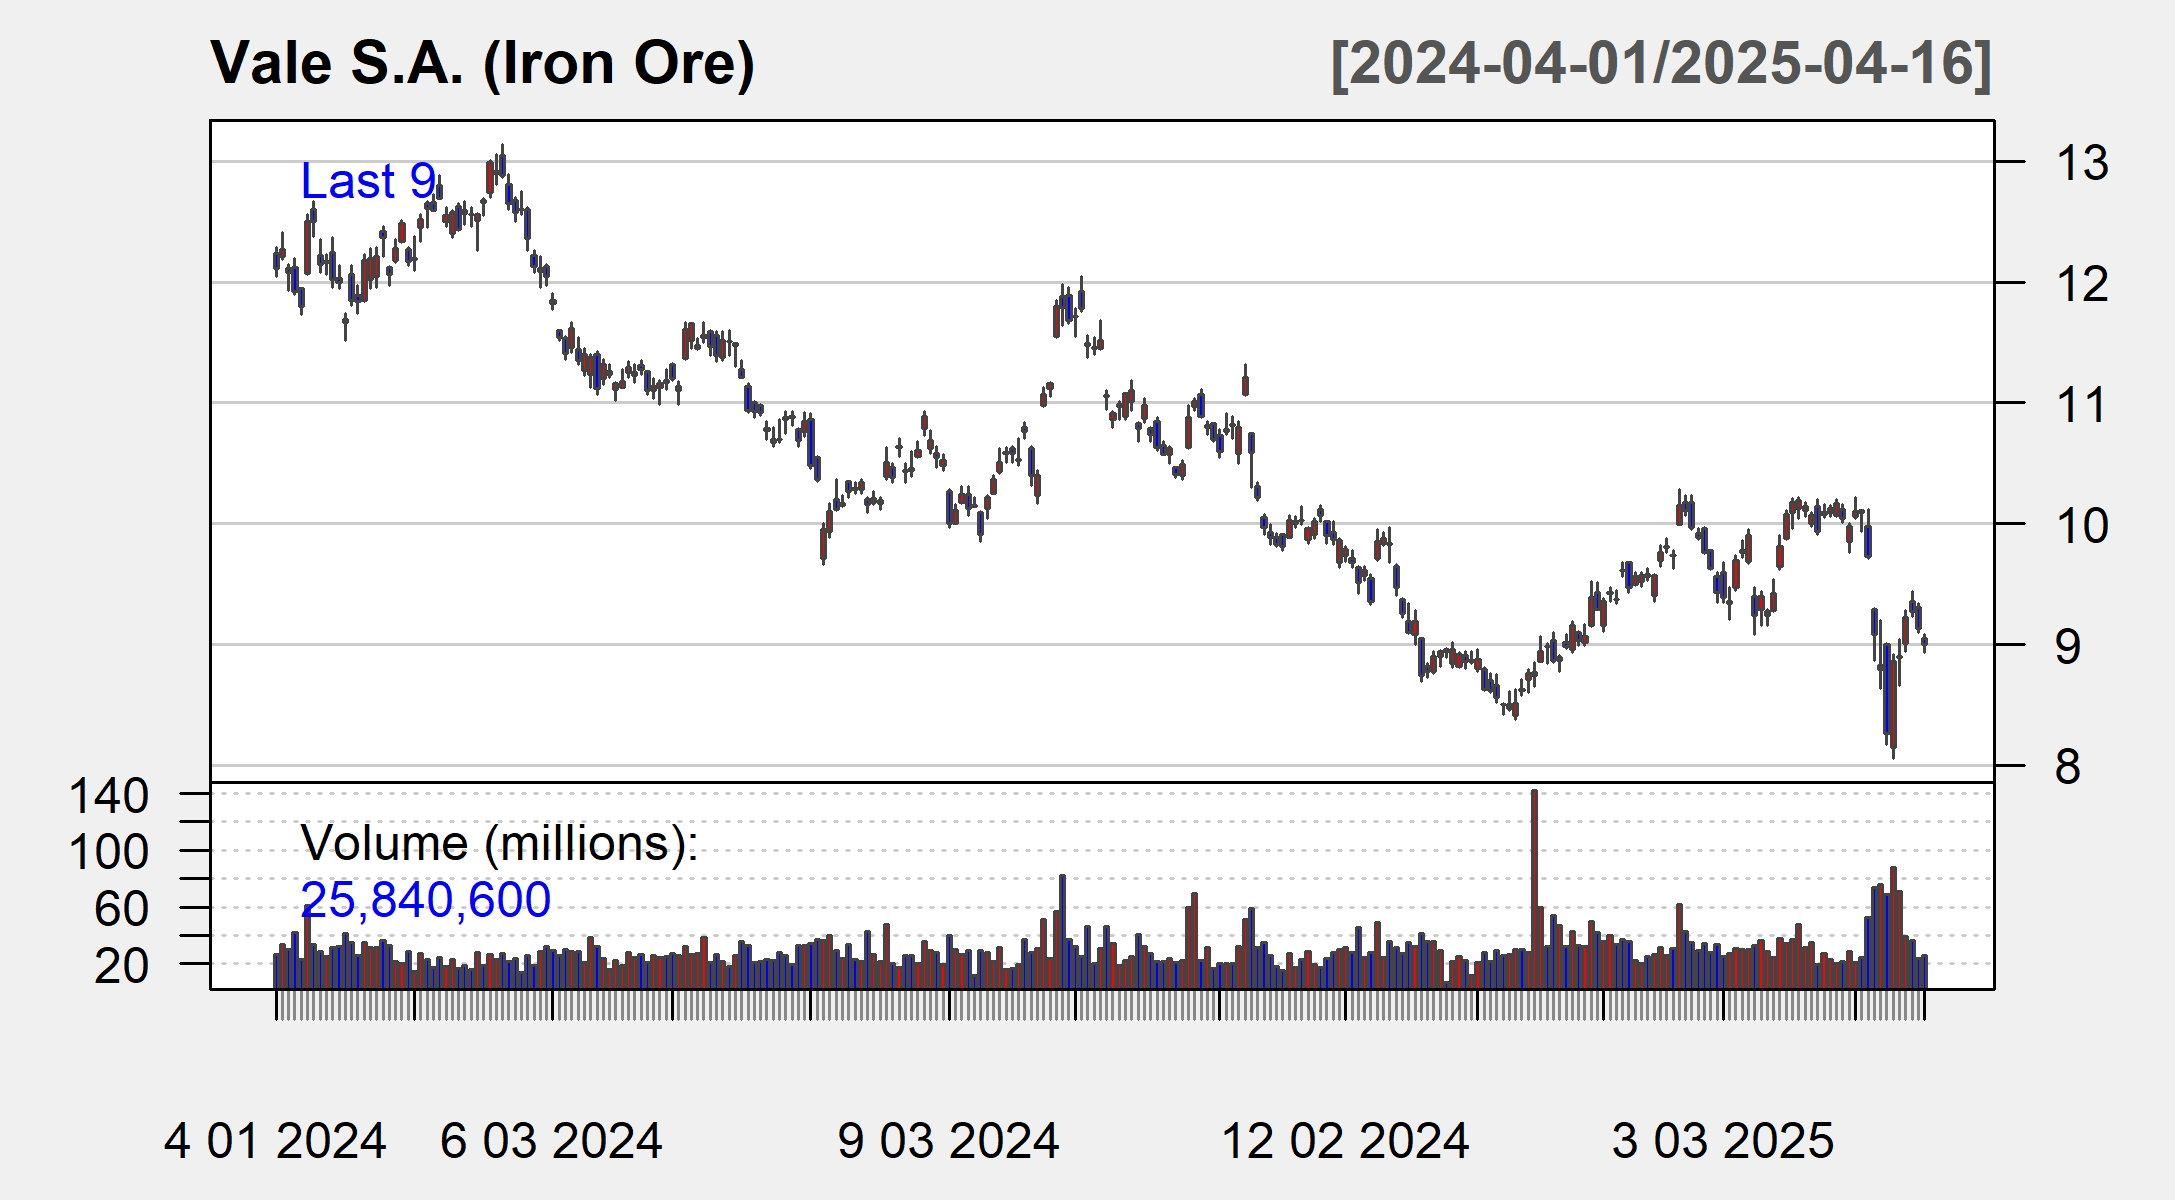 Vale S.A. (Iron Ore)
[2024-04-01/2025-04-16]
Last 9
13
12
11
10
9
8
Volume (millions):
25,840,600
140
100
60
20
4 01 2024
6 03 2024
9 03 2024
12 02 2024
3 03 2025